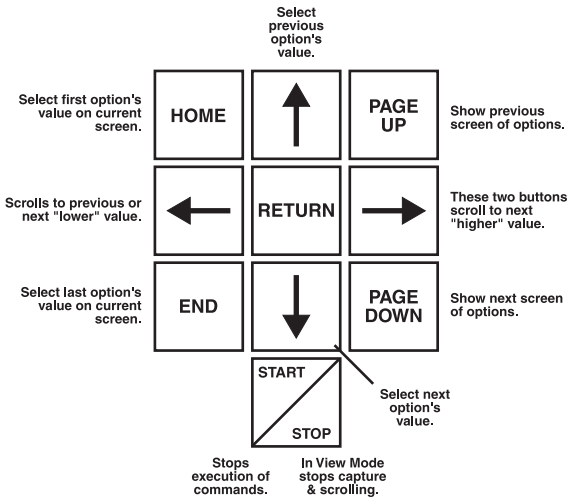 Select
previous
option's
value.
Select first option's
value on current
screen.
HOME
PAGE
UP
Show previous
screen of options.
Scrolls to previous or
next "lower" value.
RETURN
These two buttons
scroll to next
"higher" value.
Select last option's
value on current
screen.
END
PAGE
DOWN
Show next screen
of options.
START
STOP
Select next
option's
value.
Stops
execution of
commands.
In View Mode
stops capture
& scrolling.